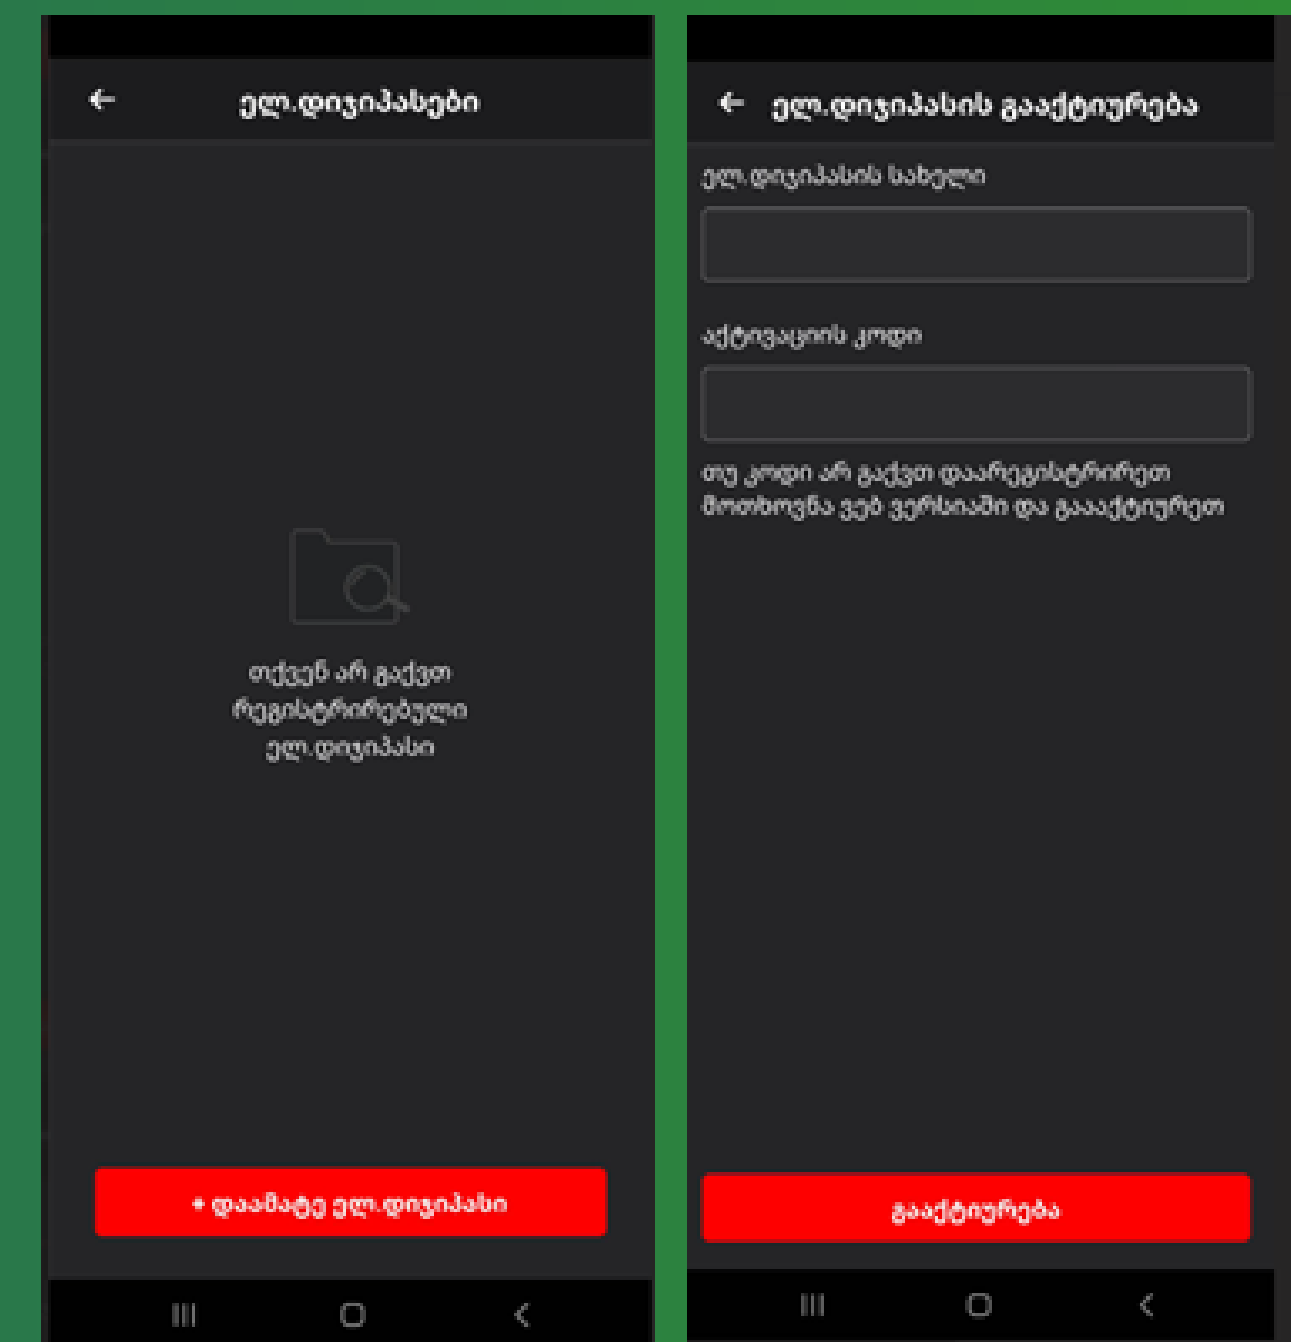 ელ.დიჯიპასები
თქვენ არ გაქვთ
რეგისტრირებული
ელ.დიჯიპასი
+ დაამატე ელ.დიჯიპასი
ელ.დიჯიპასის გააქტიურება
ელ.დიჯიპასის სახელი
აქტივაციის კოდი
თუ კოდი არ გაქვთ დაარეგისტრირეთ
მოთხოვნა ვებ ვერსიაში და გაააქტიურეთ
გააქტიურება